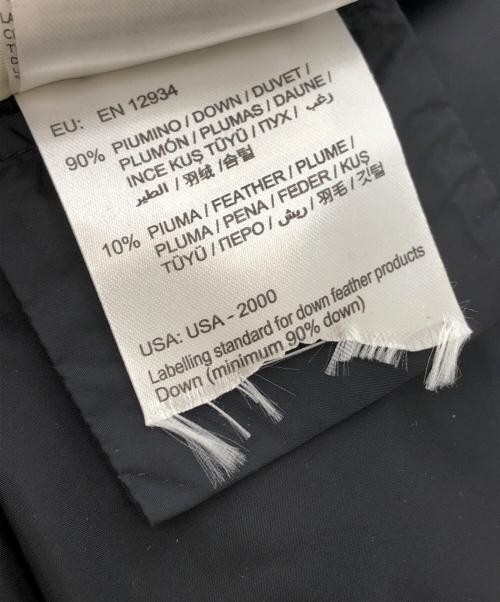 EU: EN 12934
90% PIUMINO / DOWN / DUVET /
PLUMÓN / PLUMAS / DAUNE /
INCE KUŞ TÜYÜ / ПУХ / زغب
الطير / 羽绒 / 솜털
10% PIUMA / FEATHER / PLUME /
PLUMA / PENA / FEDER / KUŞ
TÜYÜ / ПЕРО / ريش / 羽毛 / 깃털
USA: USA - 2000
Labelling standard for down feather products
Down (minimum 90% down)